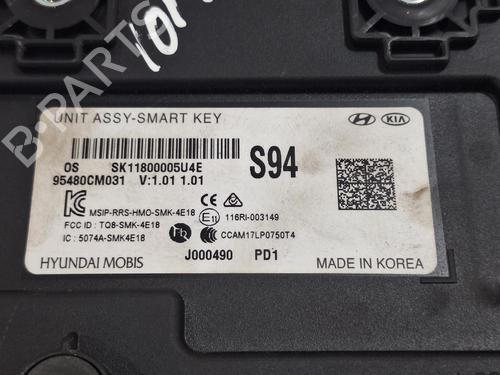 B-PARTS
UNIT ASSY-SMART KEY
HYUNDAI KIA
OS SK11800005U4E
95480CM031 V:1.01 1.01
S94
MSIP-RRS-HMO-SMK-4E18
FCC ID : TQ8-SMK-4E18
IC : 5074A-SMK4E18
E11 116RI-003149
CCAM17LP0750T4
J000490 PD1
HYUNDAI MOBIS
MADE IN KOREA